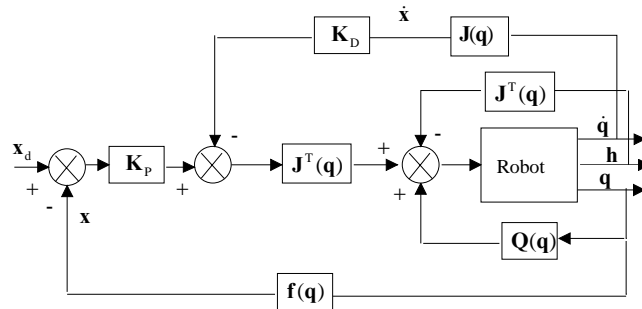 ẋ
K_D
J(q)
-
J^T(q)
x_d
+
-
K_P
+
-
J^T(q)
+
-
+
Robot
q̇
h
q
x
Q(q)
f(q)